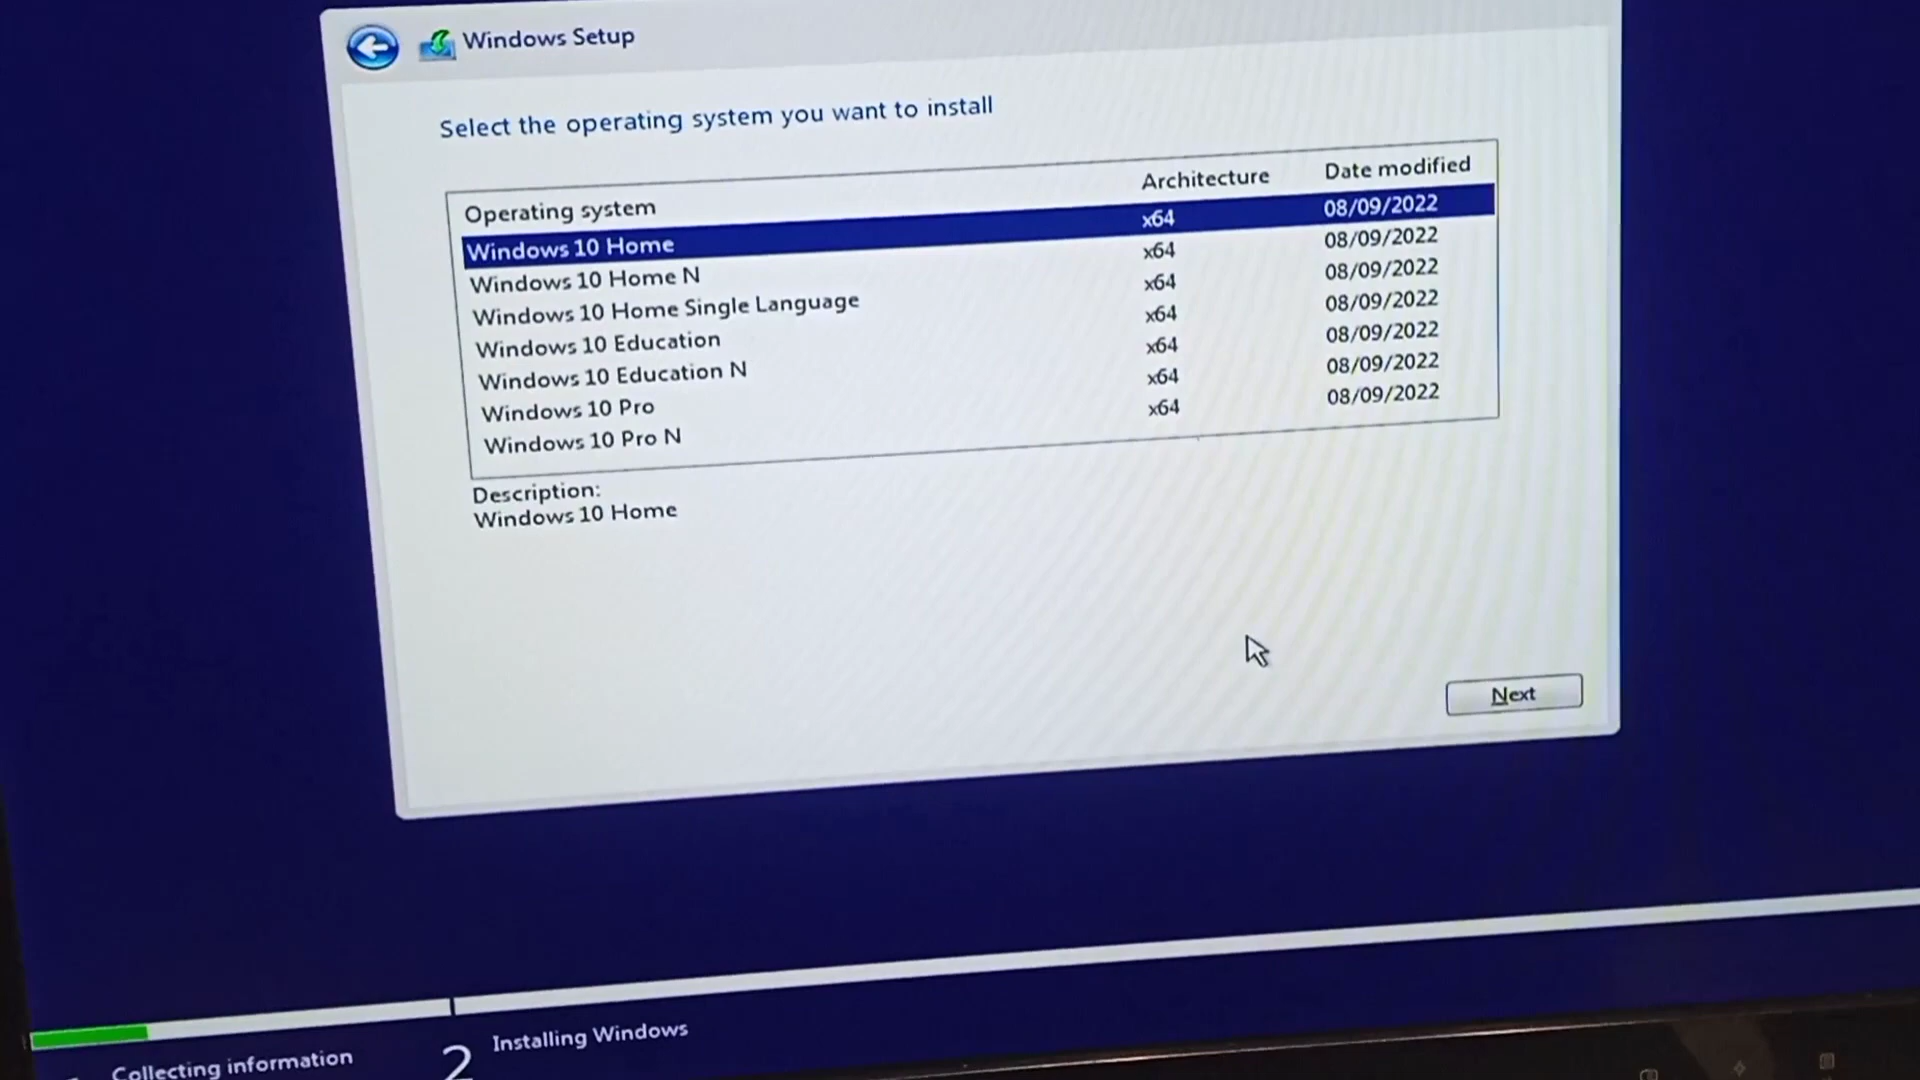 Windows Setup
Select the operating system you want to install
Operating system Architecture Date modified
Windows 10 Home x64 08/09/2022
Windows 10 Home N x64 08/09/2022
Windows 10 Home Single Language x64 08/09/2022
Windows 10 Education x64 08/09/2022
Windows 10 Education N x64 08/09/2022
Windows 10 Pro x64 08/09/2022
Windows 10 Pro N x64 08/09/2022
Description:
Windows 10 Home
Next
Collecting information
2 Installing Windows